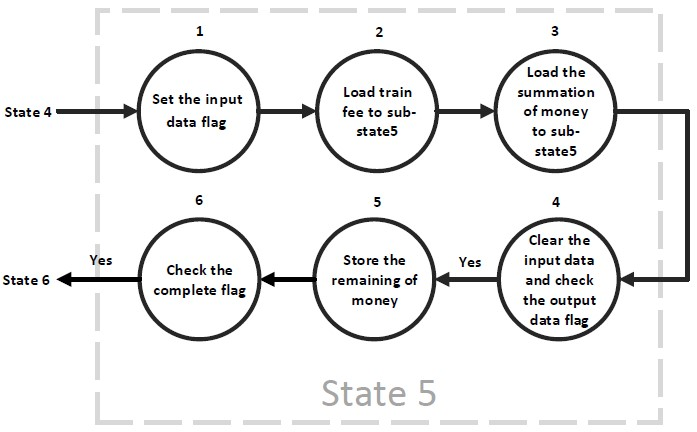 1
2
3
State 4
Set the input
data flag
Load train
fee to sub-
state5
Load the
summation
of money
to sub-
state5
6
5
4
State 6
Yes
Check the
complete flag
Store the
remaining of
money
Yes
Clear the
input data
and check
the output
data flag
State 5